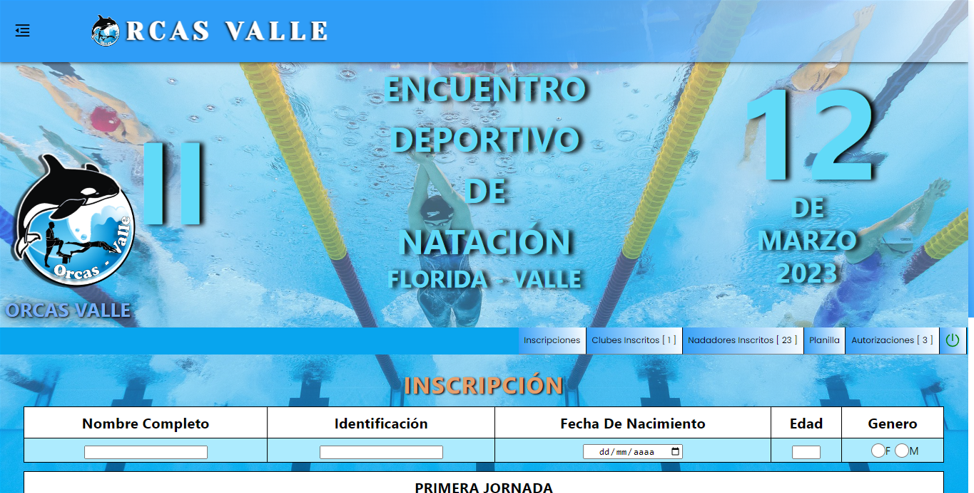 RCAS VALLE
ENCUENTRO
DEPORTIVO
DE
NATACIÓN
FLORIDA - VALLE
II
Orcas - Valle
ORCAS VALLE
12
DE
MARZO
2023
Inscripciones Clubes Inscritos [ 1 ] Nadadores Inscritos [ 23 ] Planilla Autorizaciones [ 3 ]
INSCRIPCIÓN
Nombre Completo Identificación Fecha De Nacimiento Edad Genero
dd/mm/aaaa F M
PRIMERA JORNADA